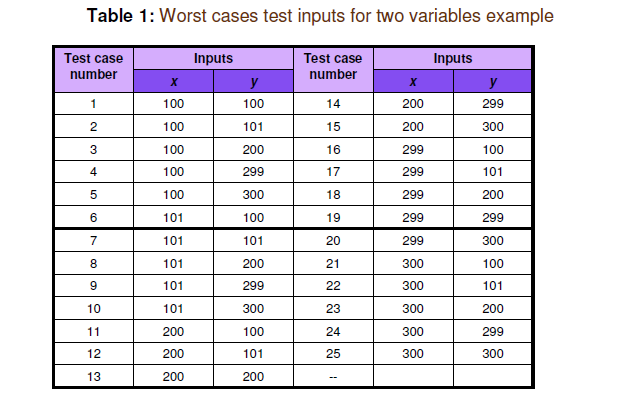 Table 1: Worst cases test inputs for two variables example
Test case number Inputs Test case number Inputs
x y x y
1 100 100 14 200 299
2 100 101 15 200 300
3 100 200 16 299 100
4 100 299 17 299 101
5 100 300 18 299 200
6 101 100 19 299 299
7 101 101 20 299 300
8 101 200 21 300 100
9 101 299 22 300 101
10 101 300 23 300 200
11 200 100 24 300 299
12 200 101 25 300 300
13 200 200 --